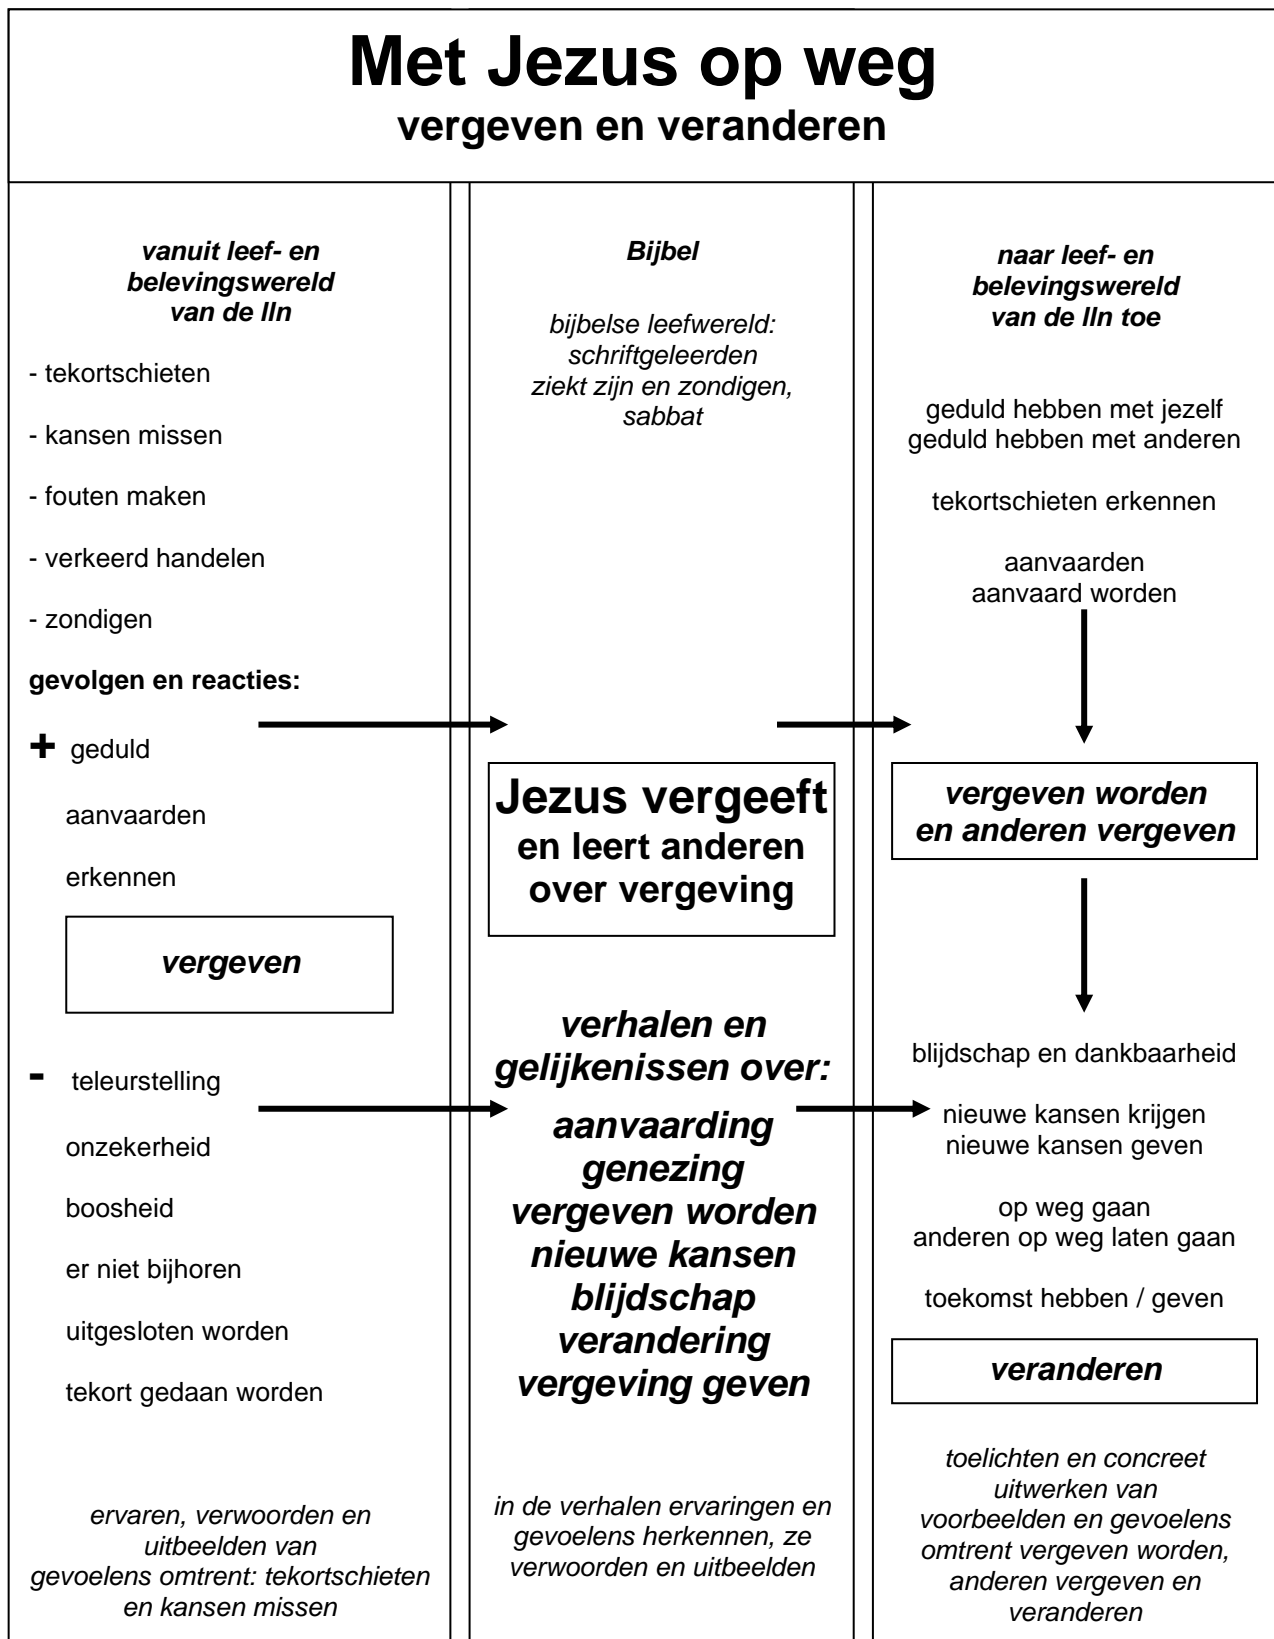 Met Jezus op weg
vergeven en veranderen
vanuit leef- en
belevingswereld
van de lln
- tekortschieten
- kansen missen
- fouten maken
- verkeerd handelen
- zondigen
gevolgen en reacties:
+ geduld
aanvaarden
erkennen
vergeven
- teleurstelling
onzekerheid
boosheid
er niet bijhoren
uitgesloten worden
tekort gedaan worden
ervaren, verwoorden en
uitbeelden van
gevoelens omtrent: tekortschieten
en kansen missen
Bijbel
bijbelse leefwereld:
schriftgeleerden
ziekt zijn en zondigen,
sabbat
Jezus vergeeft
en leert anderen
over vergeving
verhalen en
gelijkenissen over:
aanvaarding
genezing
vergeven worden
nieuwe kansen
blijdschap
verandering
vergeving geven
in de verhalen ervaringen en
gevoelens herkennen, ze
verwoorden en uitbeelden
naar leef- en
belevingswereld
van de lln toe
geduld hebben met jezelf
geduld hebben met anderen
tekortschieten erkennen
aanvaarden
aanvaard worden
vergeven worden
en anderen vergeven
blijdschap en dankbaarheid
nieuwe kansen krijgen
nieuwe kansen geven
op weg gaan
anderen op weg laten gaan
toekomst hebben / geven
veranderen
toelichten en concreet
uitwerken van
voorbeelden en gevoelens
omtrent vergeven worden,
anderen vergeven en
veranderen